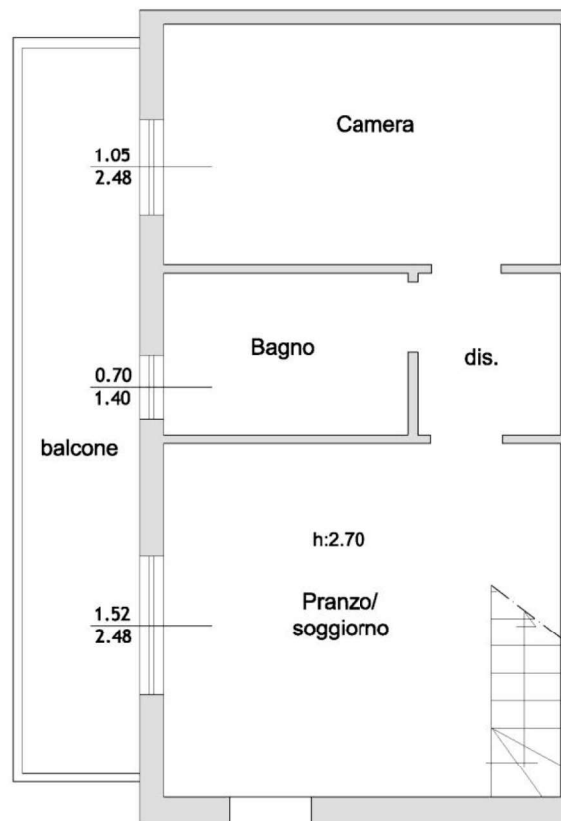 Camera
1.05
2.48
Bagno
dis.
0.70
1.40
balcone
h:2.70
Pranzo/
soggiorno
1.52
2.48